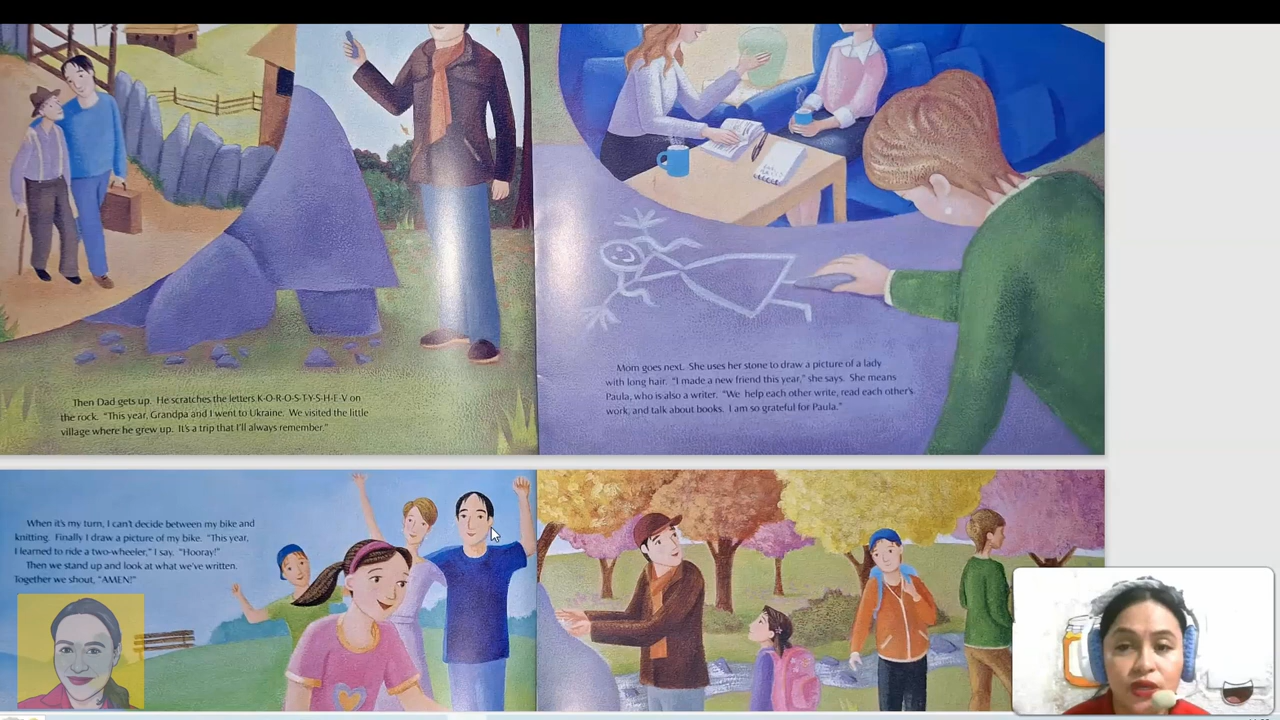 Then Dad gets up. He scratches the letters K-O-R-O-S-T-Y-S-H-E-V on
the rock. "This year, Grandpa and I went to Ukraine. We visited the little
village where he grew up. It's a trip that I'll always remember."
Mom goes next. She uses her stone to draw a picture of a lady
with long hair. "I made a new friend this year," she says. She means
Paula, who is also a writer. "We help each other write, read each other's
work, and talk about books. I am so grateful for Paula."
When it's my turn, I can't decide between my bike and
knitting. Finally I draw a picture of my bike. "This year,
I learned to ride a two-wheeler," I say. "Hooray!"
Then we stand up and look at what we've written.
Together we shout, "AMEN!"